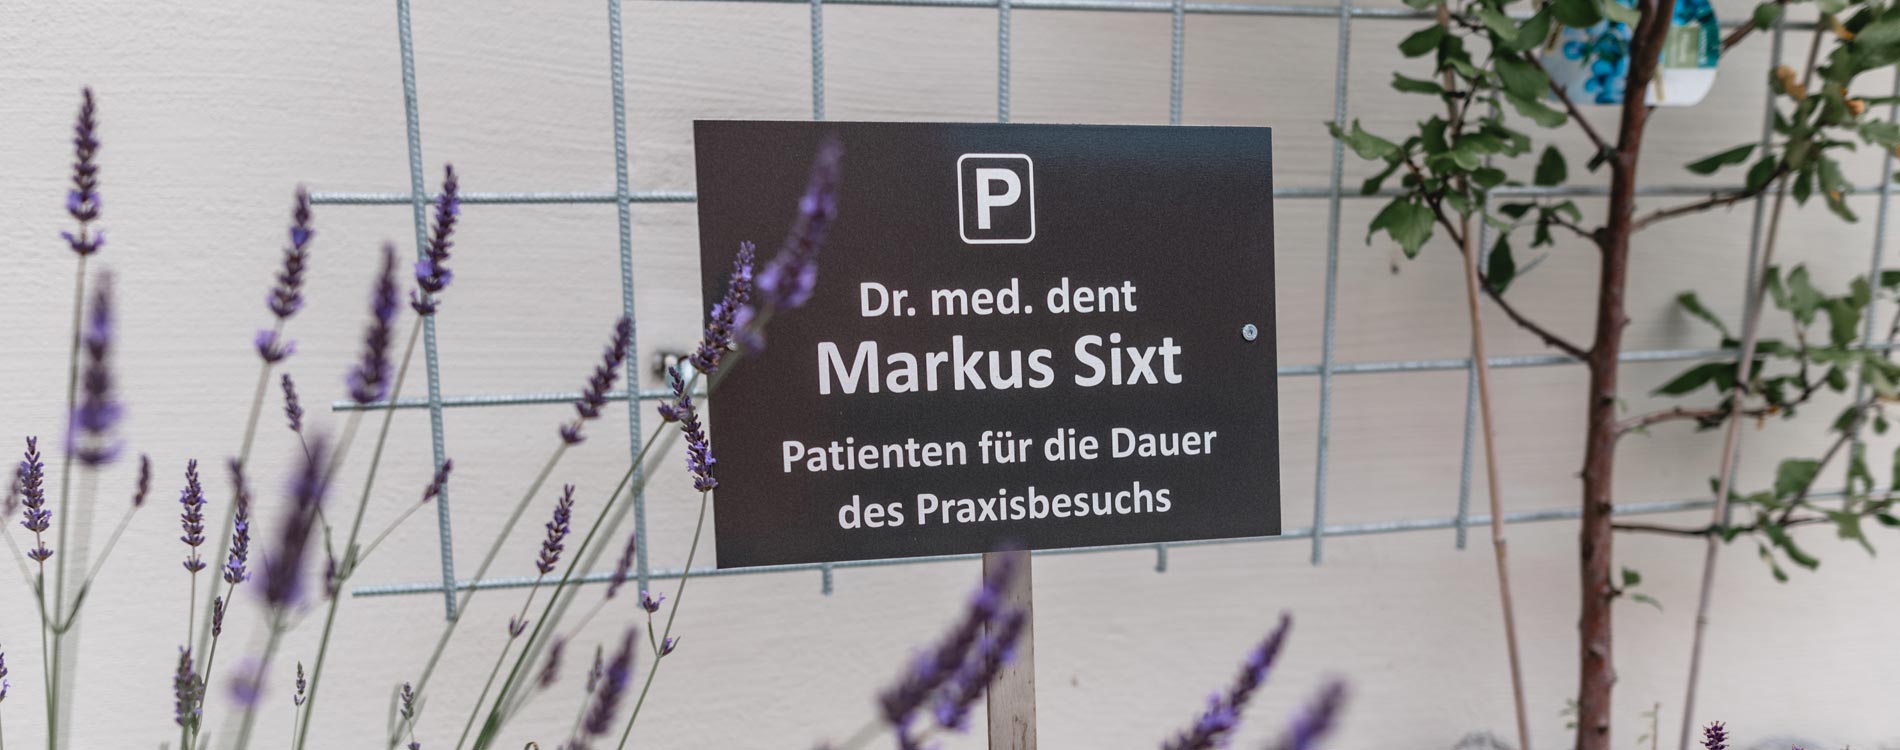 P
Dr. med. dent
Markus Sixt
Patienten für die Dauer
des Praxisbesuchs